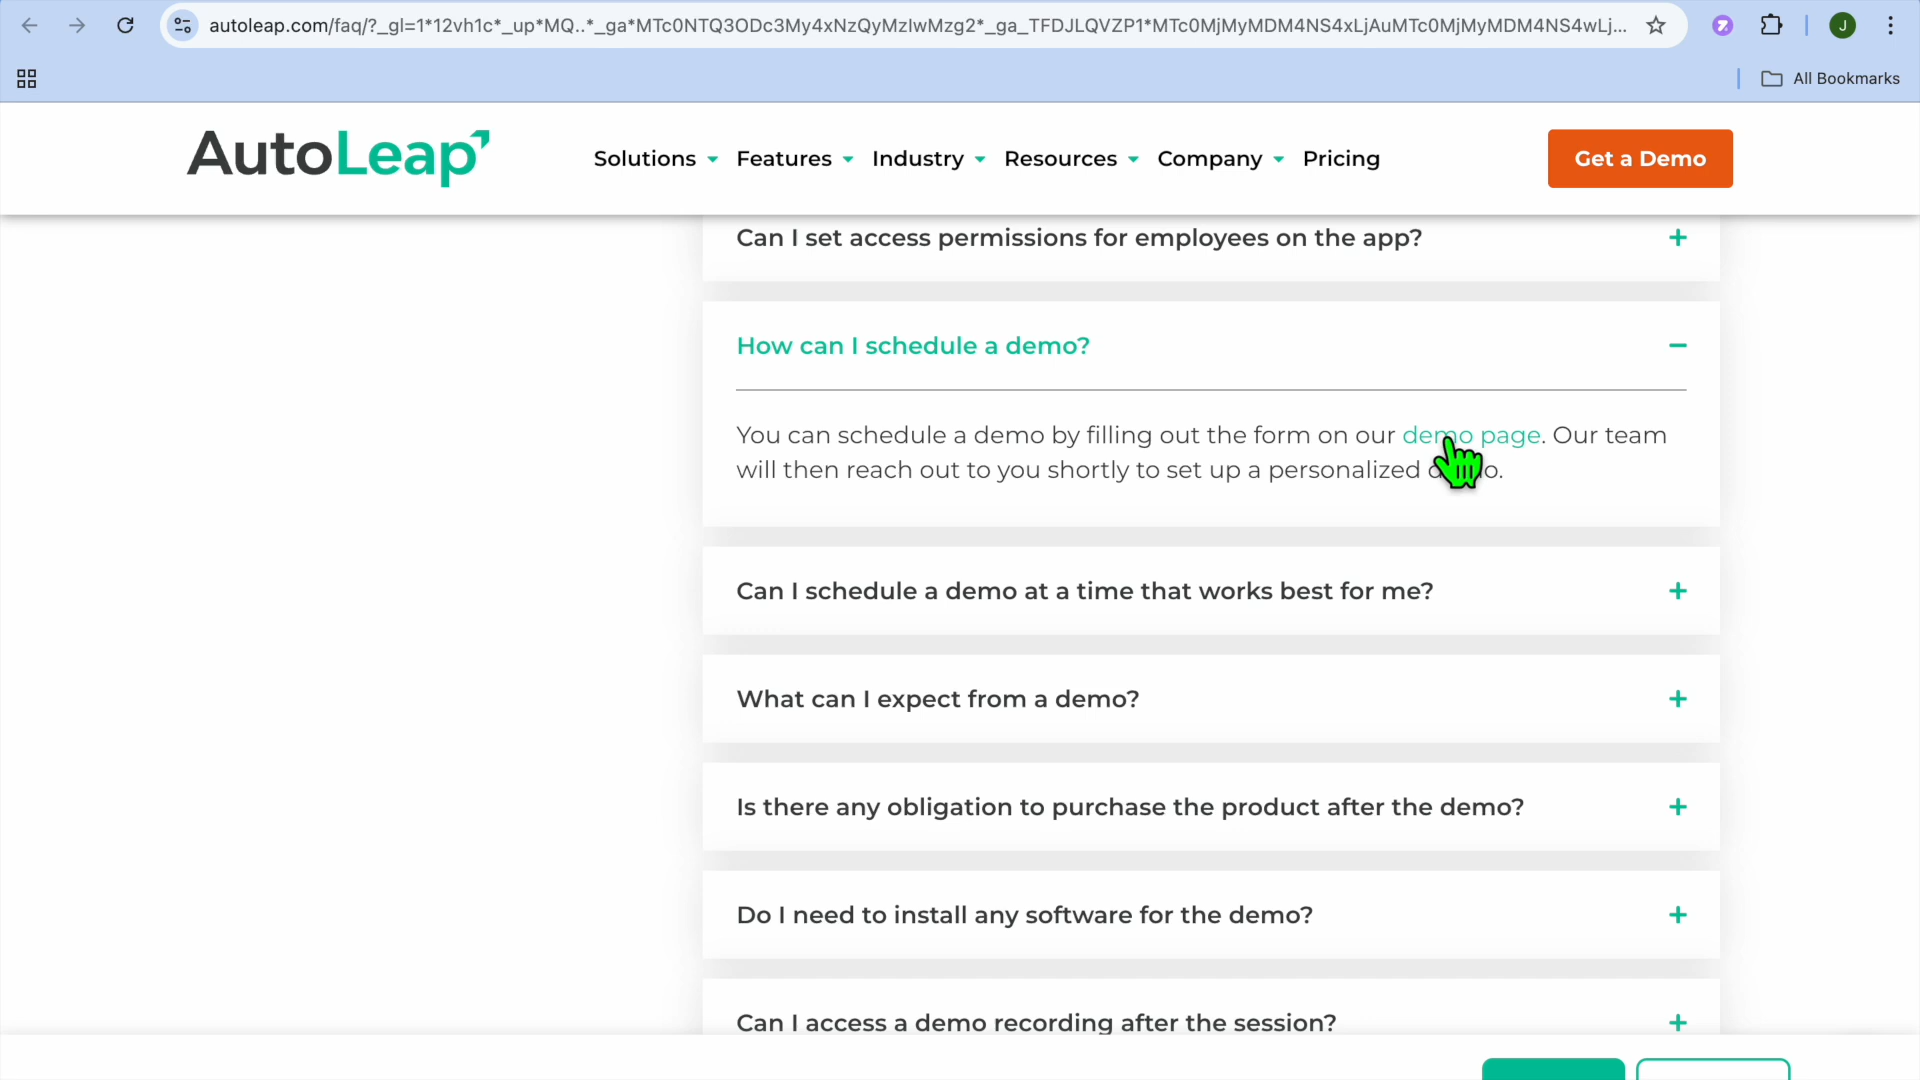 autoleap.com/faq/?_gl=1*12vh1c*_up*MQ..*_ga*MTc0NTQ3ODc3My4xNzQyMzIwMzg2*_ga_TFDJLQVZP1*MTc0MjMyMDM4NS4xLjAuMTc0MjMyMDM4NS4wLj...
J
All Bookmarks
AutoLeap
Solutions Features Industry Resources Company Pricing
Get a Demo
Can I set access permissions for employees on the app?
How can I schedule a demo?
You can schedule a demo by filling out the form on our demo page. Our team
will then reach out to you shortly to set up a personalized demo.
Can I schedule a demo at a time that works best for me?
What can I expect from a demo?
Is there any obligation to purchase the product after the demo?
Do I need to install any software for the demo?
Can I access a demo recording after the session?